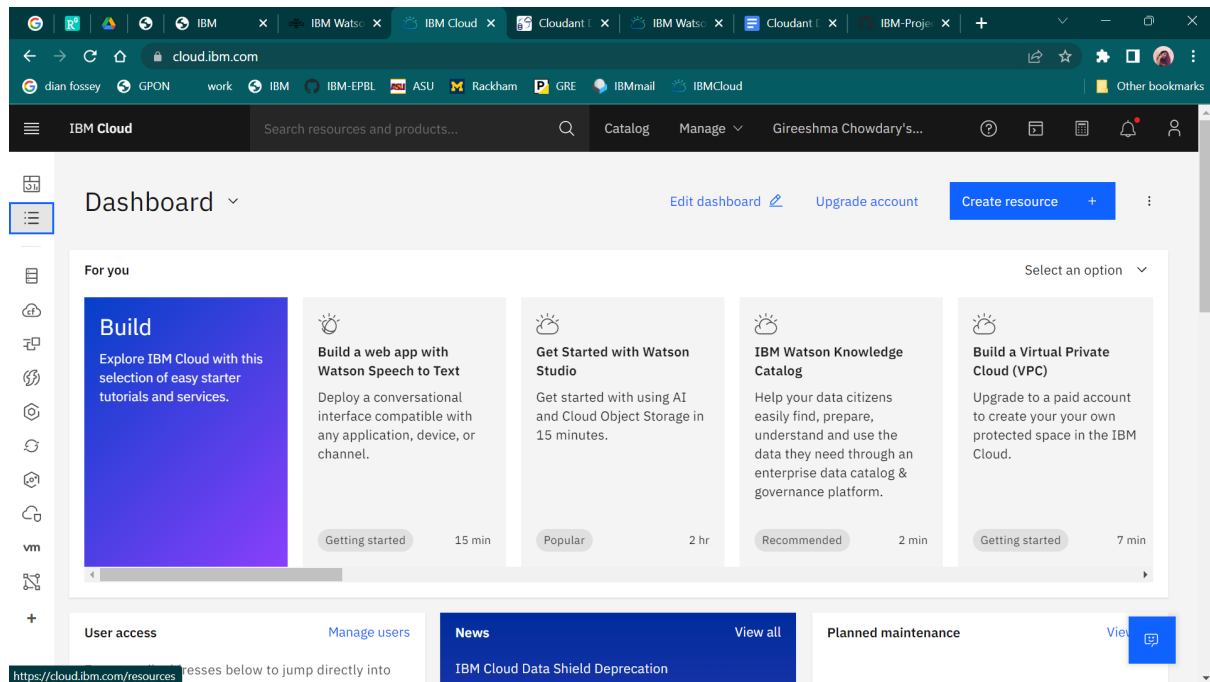 IBM
IBM Watso
IBM Cloud
Cloudant D
IBM Watso
Cloudant D
IBM-Projec
cloud.ibm.com
dian fossey
GPON
work
IBM
IBM-EPBL
ASU
Rackham
GRE
IBMmail
IBMCloud
Other bookmarks
IBM Cloud
Search resources and products...
Catalog
Manage
Gireeshma Chowdary's...
Dashboard
Edit dashboard
Upgrade account
Create resource +
For you
Select an option
Build
Explore IBM Cloud with this
selection of easy starter
tutorials and services.
Build a web app with
Watson Speech to Text
Deploy a conversational
interface compatible with
any application, device, or
channel.
Getting started
15 min
Get Started with Watson
Studio
Get started with using AI
and Cloud Object Storage in
15 minutes.
Popular
2 hr
IBM Watson Knowledge
Catalog
Help your data citizens
easily find, prepare,
understand and use the
data they need through an
enterprise data catalog &
governance platform.
Recommended
2 min
Build a Virtual Private
Cloud (VPC)
Upgrade to a paid account
to create your your own
protected space in the IBM
Cloud.
Getting started
7 min
vm
User access
Manage users
resses below to jump directly into
News
View all
IBM Cloud Data Shield Deprecation
Planned maintenance
https://cloud.ibm.com/resources